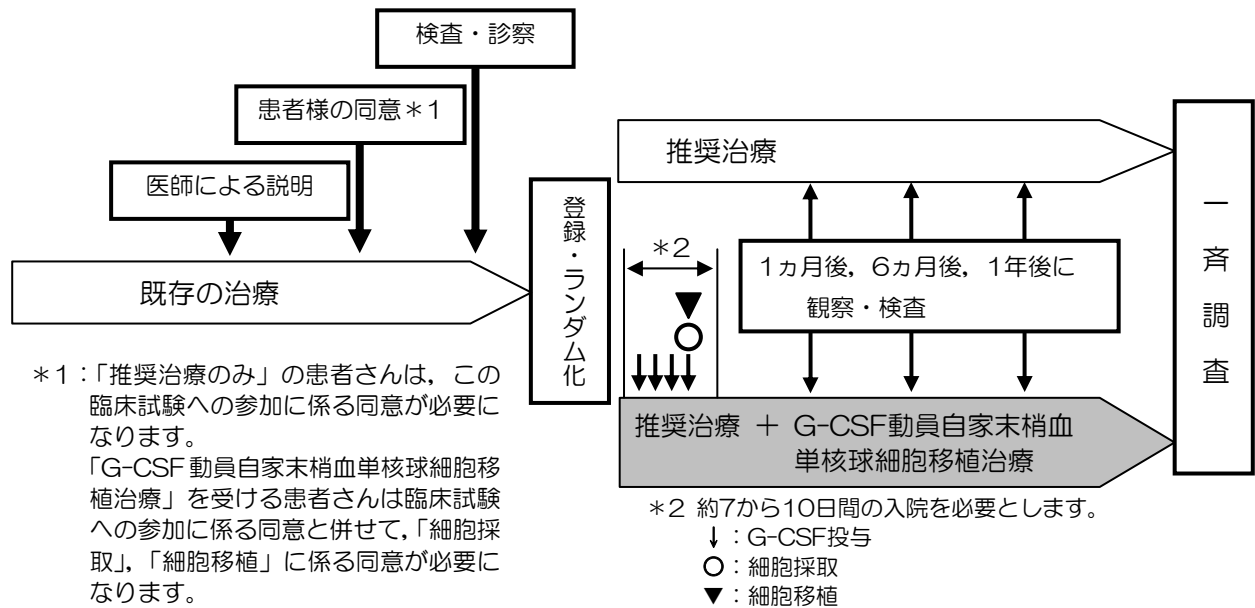 検査・診察
患者様の同意＊1
医師による説明
既存の治療
登録・ランダム化
推奨治療
＊2
1ヵ月後，6ヵ月後，1年後に
観察・検査
推奨治療 ＋ G-CSF動員自家末梢血
単核球細胞移植治療
一斉調査
＊1：「推奨治療のみ」の患者さんは，この
臨床試験への参加に係る同意が必要に
なります。
「G-CSF動員自家末梢血単核球細胞移
植治療」を受ける患者さんは臨床試験
への参加に係る同意と併せて，「細胞採
取」，「細胞移植」に係る同意が必要に
なります。
＊2 約7から10日間の入院を必要とします。
↓：G-CSF投与
○：細胞採取
▼：細胞移植